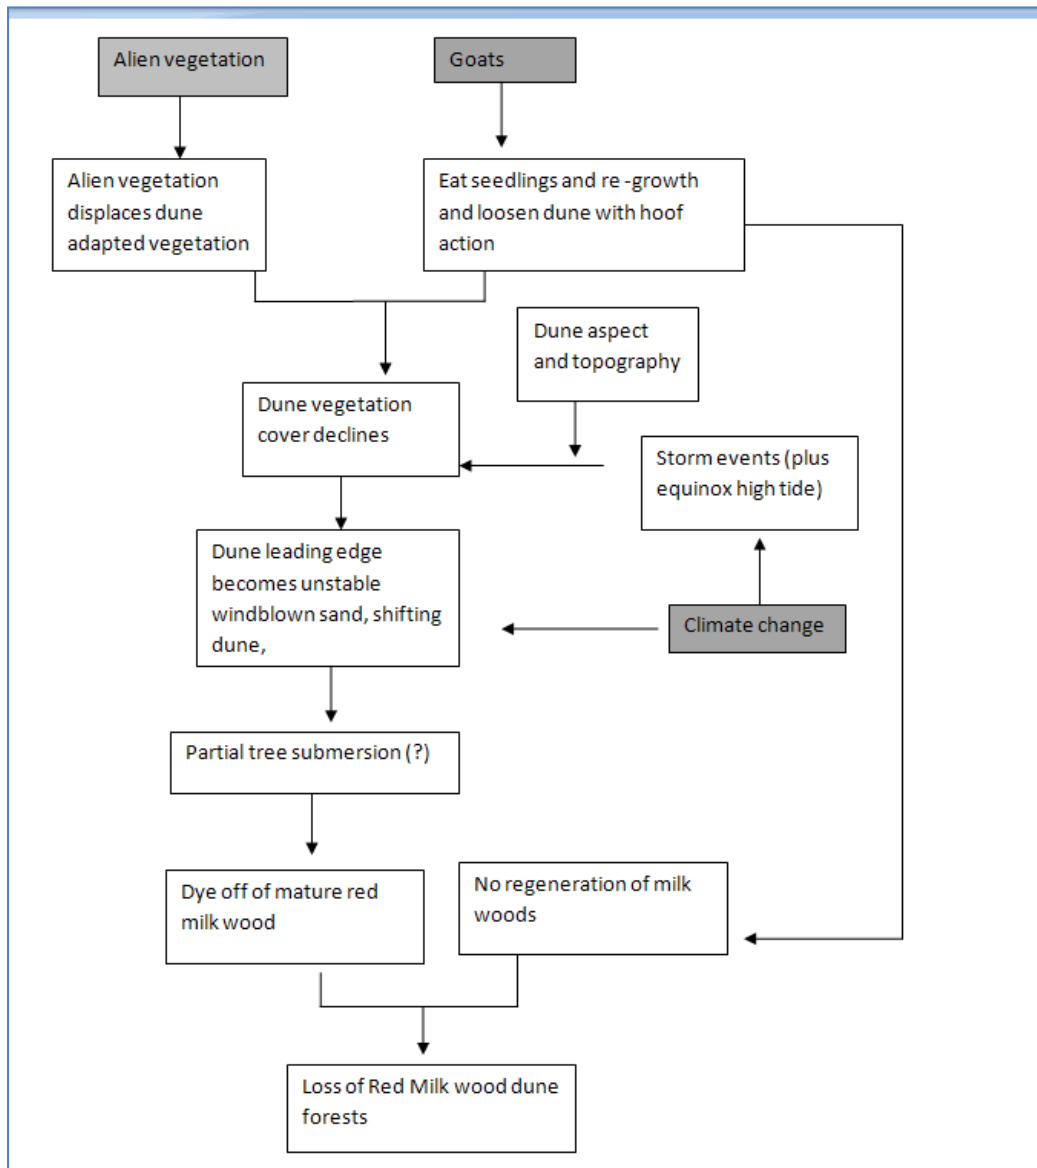 Alien vegetation
Goats
Alien vegetation
displaces dune
adapted vegetation
Eat seedlings and re -growth
and loosen dune with hoof
action
Dune aspect
and topography
Dune vegetation
cover declines
Storm events (plus
equinox high tide)
Dune leading edge
becomes unstable
windblown sand, shifting
dune,
Climate change
Partial tree submersion (?)
Dye off of mature red
milk wood
No regeneration of milk
woods
Loss of Red Milk wood dune
forests